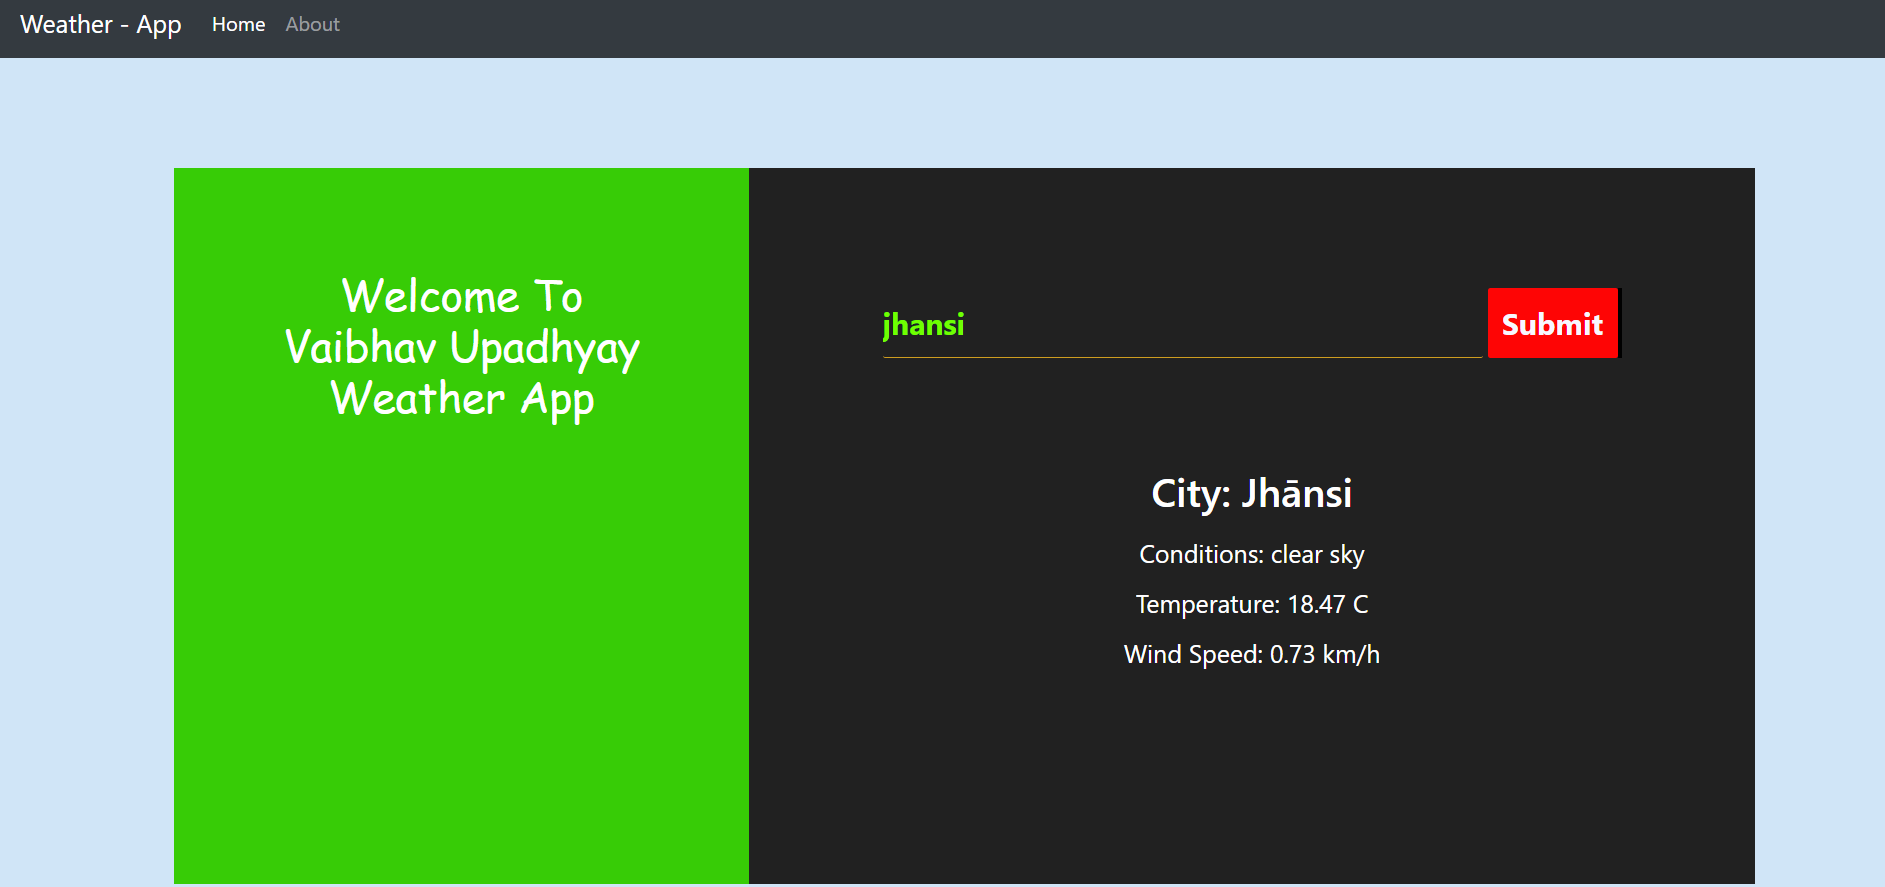 Weather - App Home About
Welcome To
Vaibhav Upadhyay
Weather App
jhansi Submit
City: Jhānsi
Conditions: clear sky
Temperature: 18.47 C
Wind Speed: 0.73 km/h